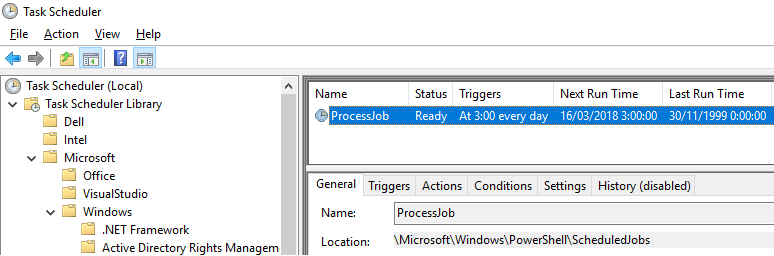 Task Scheduler
File Action View Help
Task Scheduler (Local)
Task Scheduler Library
Dell
Intel
Microsoft
Office
VisualStudio
Windows
.NET Framework
Active Directory Rights Managem
Name Status Triggers Next Run Time Last Run Time
ProcessJob Ready At 3:00 every day 16/03/2018 3:00:00 30/11/1999 0:00:00
General Triggers Actions Conditions Settings History (disabled)
Name: ProcessJob
Location: \Microsoft\Windows\PowerShell\ScheduledJobs